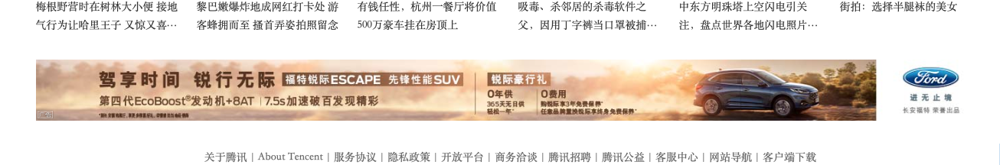 梅根野营时在树林大小便 接地
气行为让哈里王子 又惊又喜…
黎巴嫩爆炸地成网红打卡处 游
客蜂拥而至 搔首弄姿拍照留念
有钱任性，杭州一餐厅将价值
500万豪车挂在房顶上
吸毒、杀邻居的杀毒软件之
父，因用丁字裤当口罩被捕…
中东方明珠塔上空闪电引关
注，盘点世界各地闪电照片…
街拍：选择半腿袜的美女
驾享时间 锐行无际 福特锐际ESCAPE 先锋性能SUV
第四代EcoBoost®发动机+8AT | 7.5s加速破百发现精彩
广告
锐际豪行礼
0年供
365天无日供
轻松一年*
0费用
购锐际享3年免费保养*
任意品牌置换锐际享终身免费保养*
Ford
进无止境
长安福特 荣誉出品
关于腾讯 | About Tencent | 服务协议 | 隐私政策 | 开放平台 | 商务洽谈 | 腾讯招聘 | 腾讯公益 | 客服中心 | 网站导航 | 客户端下载